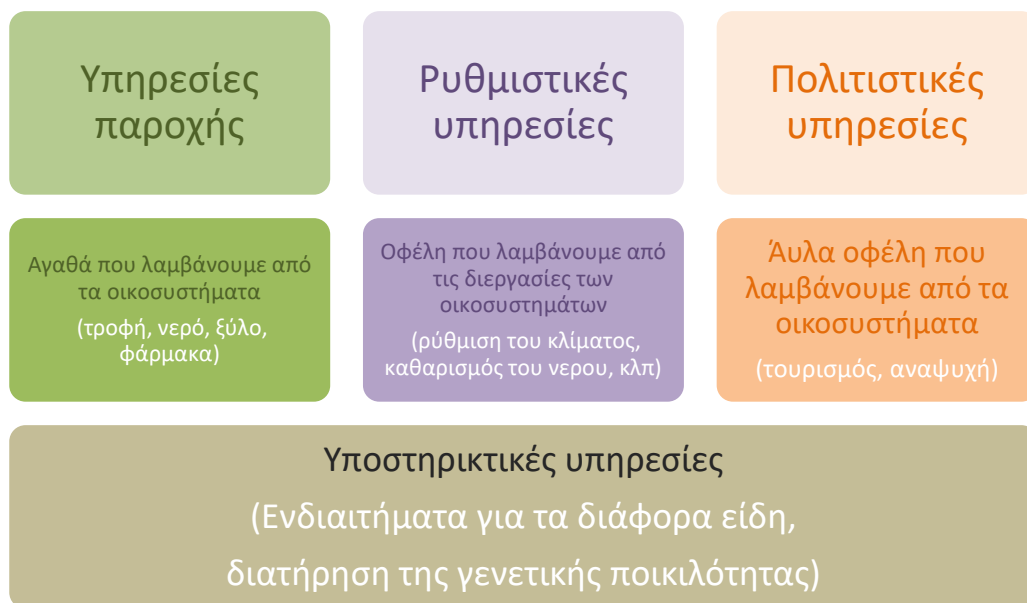 Υπηρεσίες
παροχής
Ρυθμιστικές
υπηρεσίες
Πολιτιστικές
υπηρεσίες
Αγαθά που λαμβάνουμε από
τα οικοσυστήματα
(τροφή, νερό, ξύλο,
φάρμακα)
Οφέλη που λαμβάνουμε από
τις διεργασίες των
οικοσυστημάτων
(ρύθμιση του κλίματος,
καθαρισμός του νερου, κλπ)
Άυλα οφέλη που
λαμβάνουμε από τα
οικοσυστήματα
(τουρισμός, αναψυχή)
Υποστηρικτικές υπηρεσίες
(Ενδιαιτήματα για τα διάφορα είδη,
διατήρηση της γενετικής ποικιλότητας)